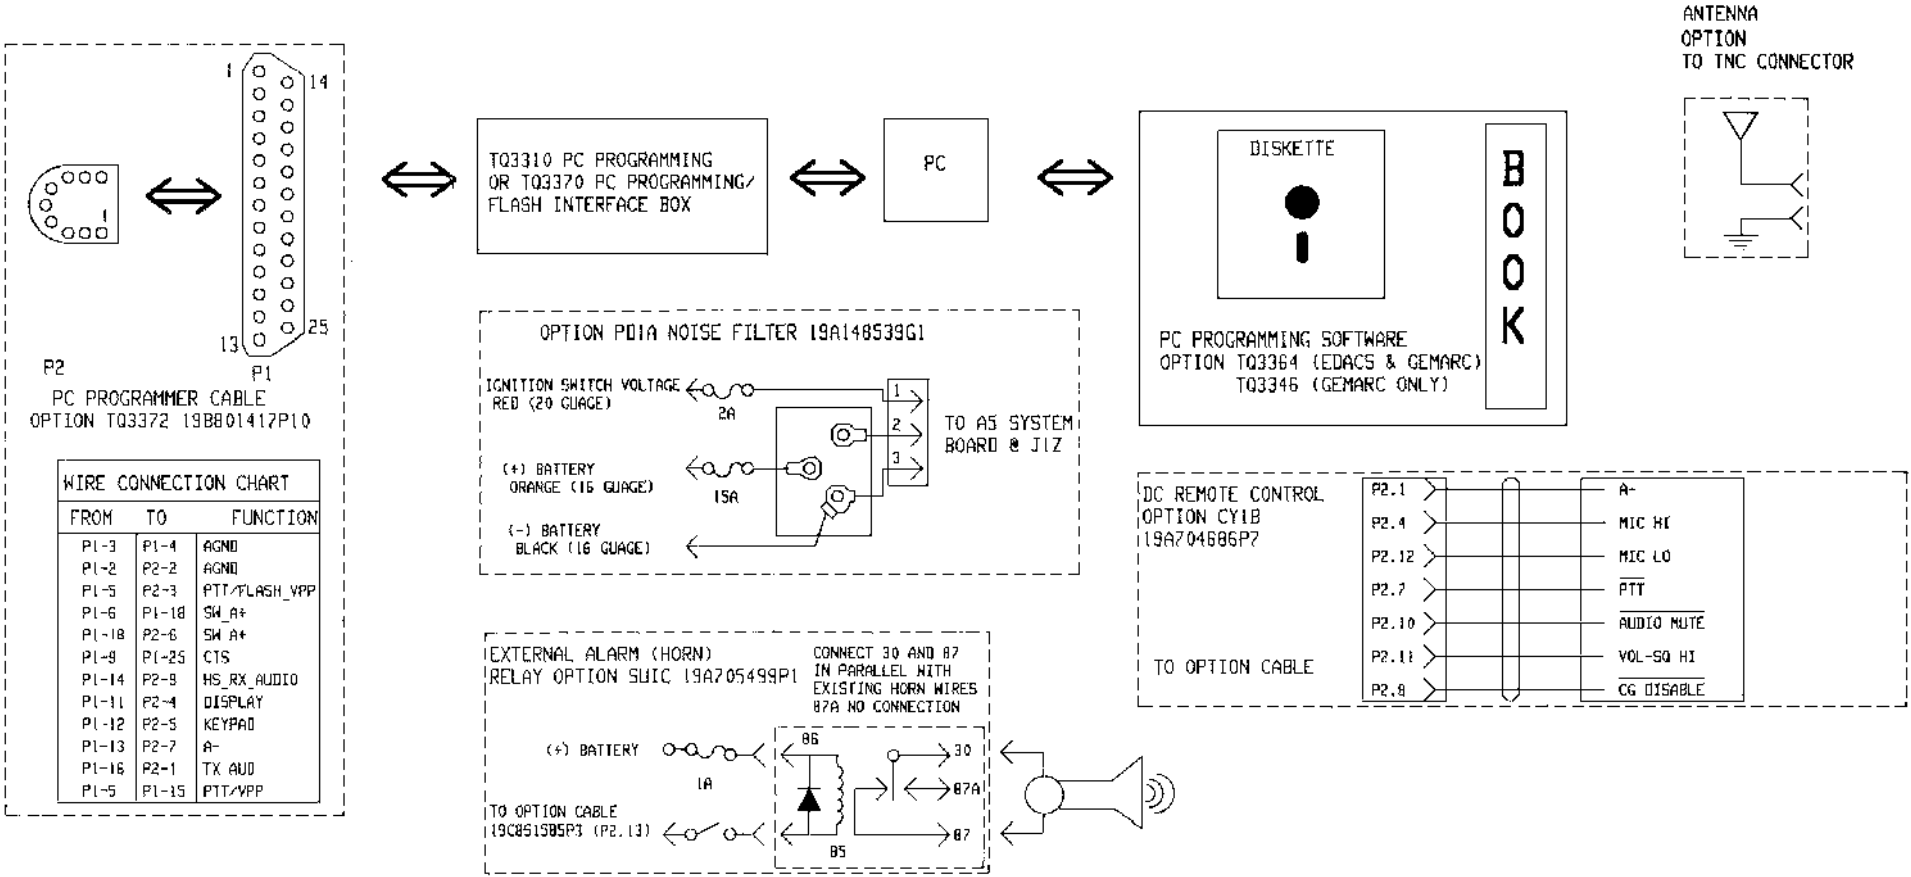 ANTENNA
OPTION
TO TNC CONNECTOR
1
14
13
25
P1
1
P2
PC PROGRAMMER CABLE
OPTION TQ3372 19B801417P10
WIRE CONNECTION CHART
FROM TO FUNCTION
P1-3 P1-4 AGND
P1-2 P2-2 AGND
P1-5 P2-3 PTT/FLASH_VPP
P1-6 P1-18 SW_A+
P1-18 P2-6 SW A+
P1-9 P1-25 CTS
P1-14 P2-9 HS_RX_AUDIO
P1-11 P2-4 DISPLAY
P1-12 P2-5 KEYPAD
P1-13 P2-7 A-
P1-16 P2-1 TX AUD
P1-5 P1-15 PTT/VPP
TQ3310 PC PROGRAMMING
OR TQ3370 PC PROGRAMMING/
FLASH INTERFACE BOX
PC
DISKETTE
BOOK
PC PROGRAMMING SOFTWARE
OPTION TQ3364 (EDACS & GEMARC)
TQ3346 (GEMARC ONLY)
OPTION PD1A NOISE FILTER 19A148539G1
IGNITION SWITCH VOLTAGE
RED (20 GUAGE)
2A
1
2
3
TO A5 SYSTEM
BOARD @ J1Z
(+) BATTERY
ORANGE (16 GUAGE)
15A
(-) BATTERY
BLACK (16 GUAGE)
EXTERNAL ALARM (HORN)
RELAY OPTION SU1C 19A705499P1
CONNECT 30 AND 87
IN PARALLEL WITH
EXISTING HORN WIRES
87A NO CONNECTION
(+) BATTERY
1A
86
30
87A
87
85
TO OPTION CABLE
19C851585P3 (P2.13)
DC REMOTE CONTROL
OPTION CY1B
19A704686P7
TO OPTION CABLE
P2.1 A-
P2.4 MIC HI
P2.12 MIC LO
P2.7 PTT
P2.10 AUDIO MUTE
P2.11 VOL-SQ HI
P2.8 CG DISABLE